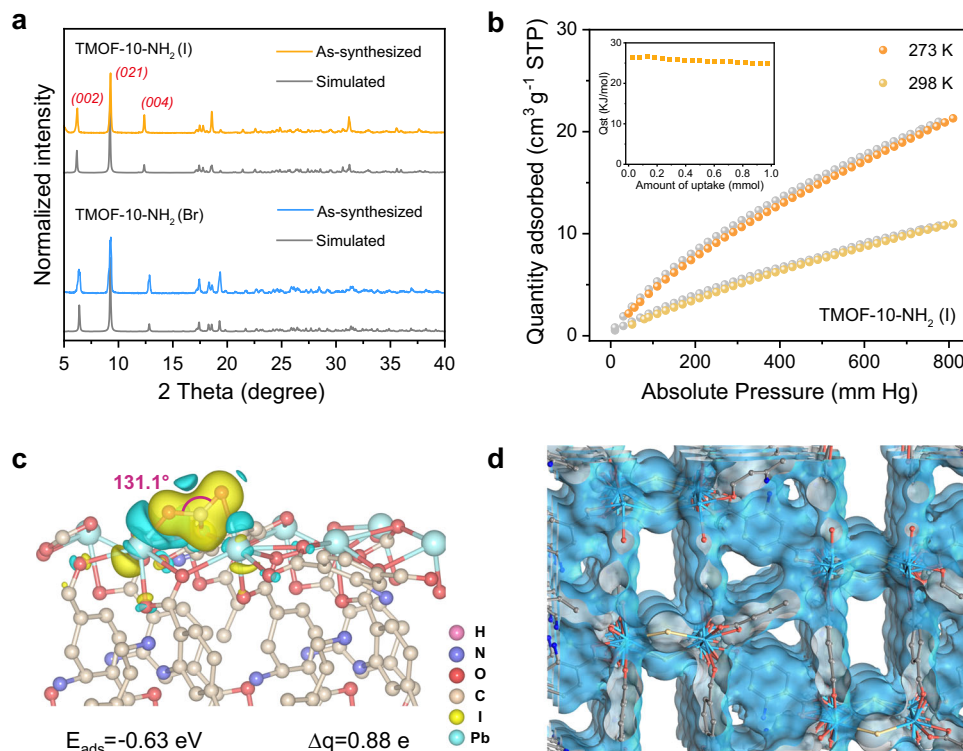 a
TMOF-10-NH₂ (I)
As-synthesized
(021)
(002)
(004)
Simulated
TMOF-10-NH₂ (Br)
As-synthesized
Simulated
Normalized intensity
5 10 15 20 25 30 35 40
2 Theta (degree)
b
273 K
298 K
Qst (KJ/mol)
30
25
20
15
10
5
0
0.0 0.2 0.4 0.6 0.8 1.0
Amount of uptake (mmol)
Quantity adsorbed (cm³ g⁻¹ STP)
30
20
10
0
TMOF-10-NH₂ (I)
0 200 400 600 800
Absolute Pressure (mm Hg)
c
131.1°
H
N
O
C
I
Pb
E_ads=-0.63 eV Δq=0.88 e
d